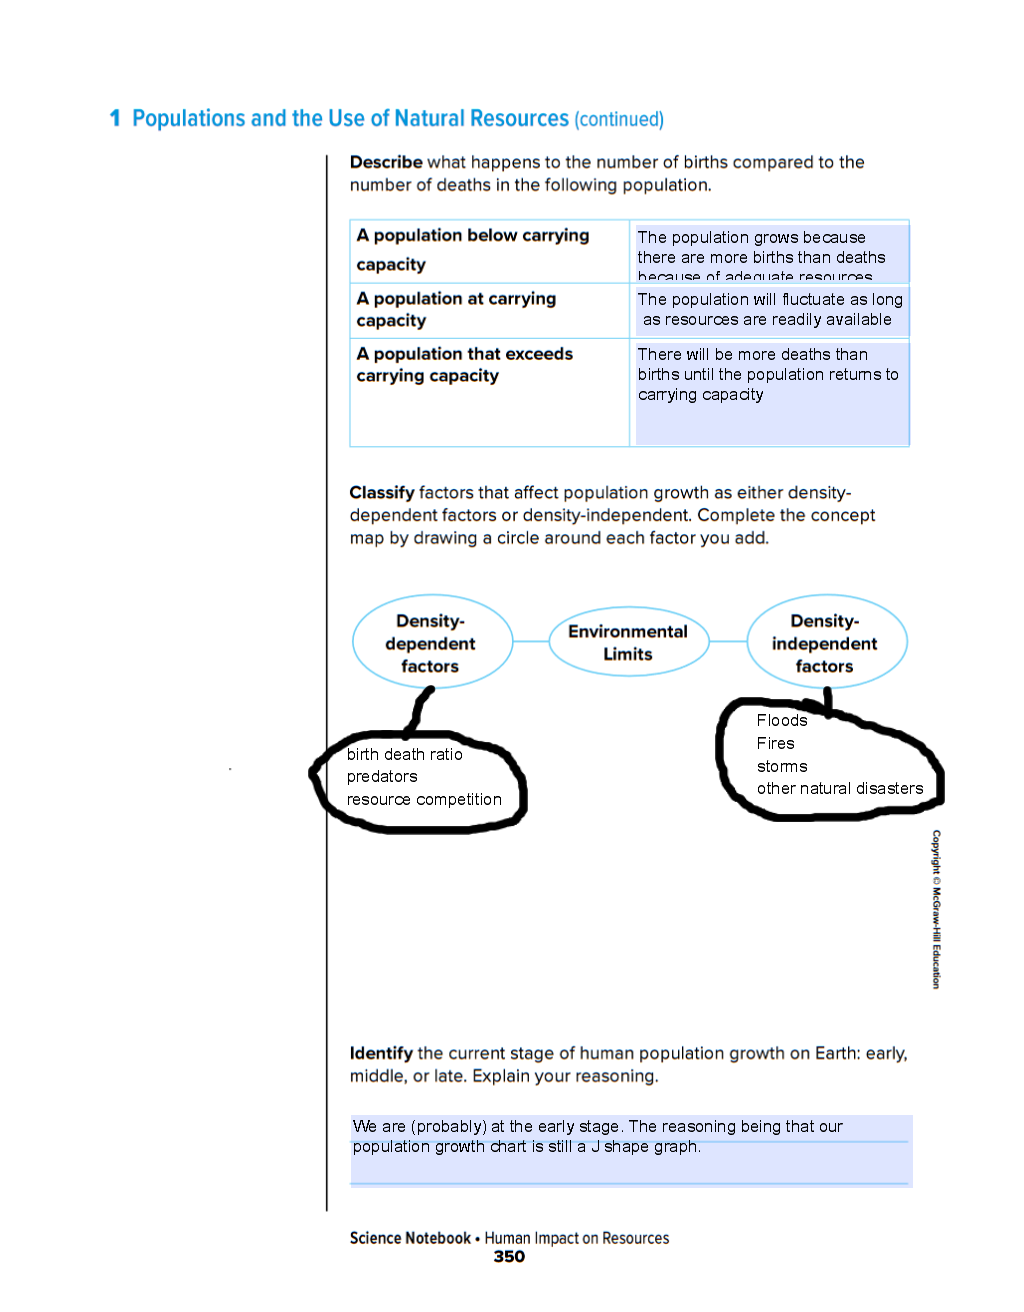 1 Populations and the Use of Natural Resources (continued)
Describe what happens to the number of births compared to the
number of deaths in the following population.
A population below carrying
capacity
The population grows because
there are more births than deaths
because of adequate resources
A population at carrying
capacity
The population will fluctuate as long
as resources are readily available
A population that exceeds
carrying capacity
There will be more deaths than
births until the population returns to
carrying capacity
Classify factors that affect population growth as either density-
dependent factors or density-independent. Complete the concept
map by drawing a circle around each factor you add.
Density-
dependent
factors
Environmental
Limits
Density-
independent
factors
birth death ratio
predators
resource competition
Floods
Fires
storms
other natural disasters
Copyright © McGraw-Hill Education
Identify the current stage of human population growth on Earth: early,
middle, or late. Explain your reasoning.
We are (probably) at the early stage. The reasoning being that our
population growth chart is still a J shape graph.
Science Notebook • Human Impact on Resources
350